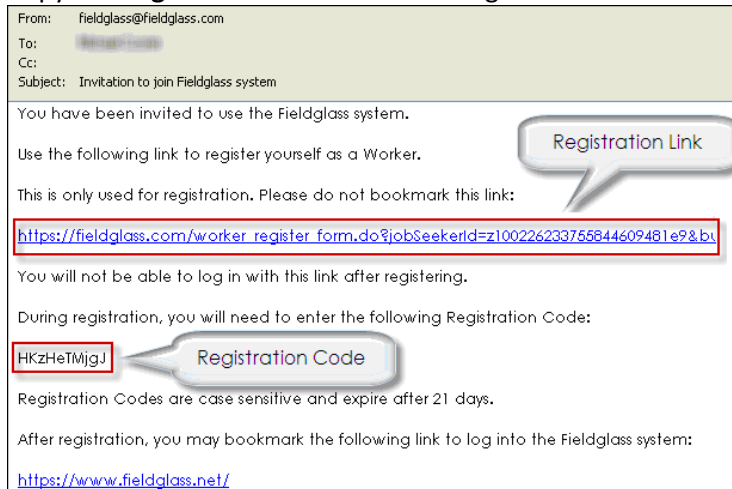 From: fieldglass@fieldglass.com
To:
Cc:
Subject: Invitation to join Fieldglass system
You have been invited to use the Fieldglass system.
Registration Link
Use the following link to register yourself as a Worker.
This is only used for registration. Please do not bookmark this link:
https://fieldglass.com/worker_register_form.do?jobSeekerId=z100226233755844609481e9&bu
You will not be able to log in with this link after registering.
During registration, you will need to enter the following Registration Code:
HKzHeTMjgJ
Registration Code
Registration Codes are case sensitive and expire after 21 days.
After registration, you may bookmark the following link to log into the Fieldglass system:
https://www.fieldglass.net/